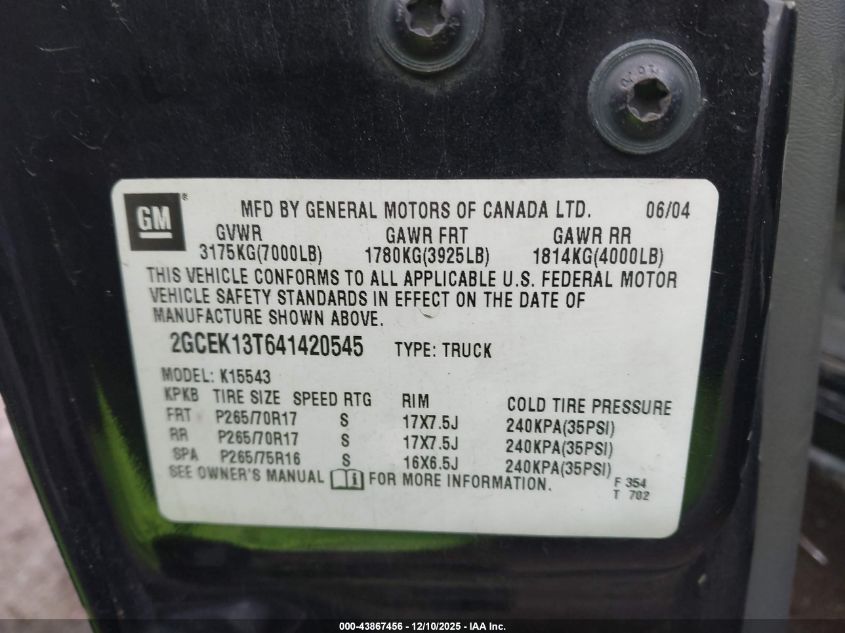 GM
MFD BY GENERAL MOTORS OF CANADA LTD. 06/04
GVWR GAWR FRT GAWR RR
3175KG(7000LB) 1780KG(3925LB) 1814KG(4000LB)
THIS VEHICLE CONFORMS TO ALL APPLICABLE U.S. FEDERAL MOTOR
VEHICLE SAFETY STANDARDS IN EFFECT ON THE DATE OF
MANUFACTURE SHOWN ABOVE.
2GCEK13T641420545 TYPE: TRUCK
MODEL: K15543
KPKB TIRE SIZE SPEED RTG RIM COLD TIRE PRESSURE
FRT P265/70R17 S 17X7.5J 240KPA(35PSI)
RR P265/70R17 S 17X7.5J 240KPA(35PSI)
SPA P265/75R16 S 16X6.5J 240KPA(35PSI)
SEE OWNER'S MANUAL FOR MORE INFORMATION.
F 354
T 702
000-43867456 - 12/10/2025 - IAA Inc.